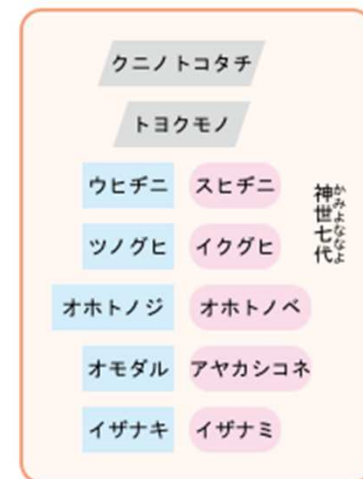 クニノトコタチ
トヨクモノ
ウヒヂニ スヒヂニ
ツノグヒ イクグヒ
オホトノジ オホトノベ
オモダル アヤカシコネ
イザナキ イザナミ
神世七代
かみよななよ